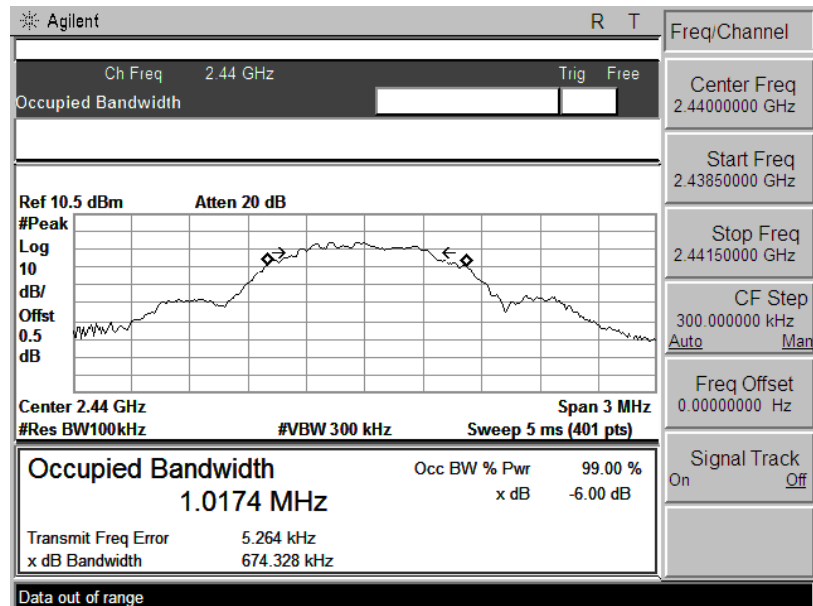 Agilent R T
Freq/Channel
Ch Freq 2.44 GHz Trig Free
Occupied Bandwidth
Center Freq
2.44000000 GHz
Start Freq
2.43850000 GHz
Stop Freq
2.44150000 GHz
CF Step
300.000000 kHz
Auto Man
Freq Offset
0.00000000 Hz
Signal Track
On Off
Ref 10.5 dBm Atten 20 dB
#Peak
Log
10
dB/
Offst
0.5
dB
Center 2.44 GHz Span 3 MHz
#Res BW100kHz #VBW 300 kHz Sweep 5 ms (401 pts)
Occupied Bandwidth Occ BW % Pwr 99.00 %
1.0174 MHz x dB -6.00 dB
Transmit Freq Error 5.264 kHz
x dB Bandwidth 674.328 kHz
Data out of range